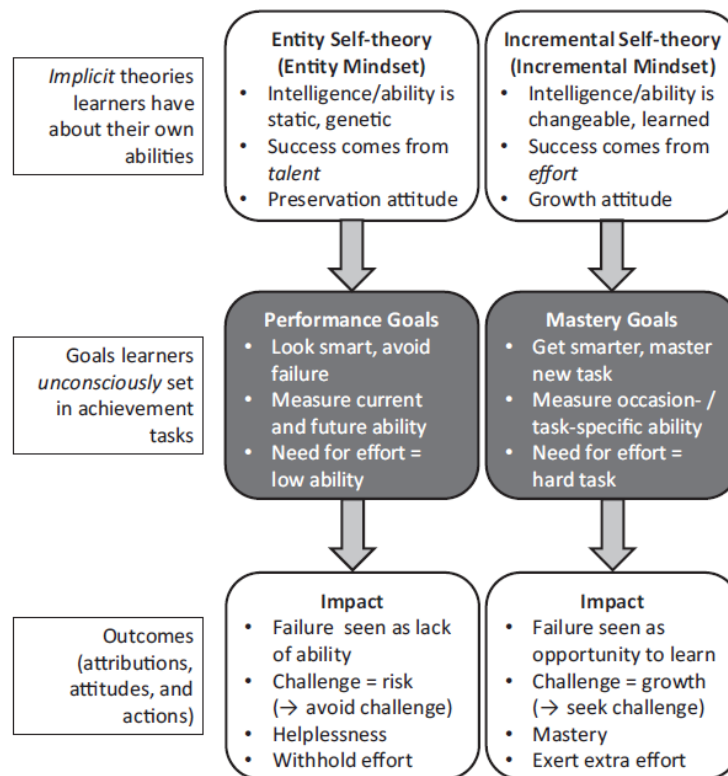 Implicit theories
learners have
about their own
abilities
Entity Self-theory
(Entity Mindset)
• Intelligence/ability is
static, genetic
• Success comes from
talent
• Preservation attitude
Incremental Self-theory
(Incremental Mindset)
• Intelligence/ability is
changeable, learned
• Success comes from
effort
• Growth attitude
Goals learners
unconsciously set
in achievement
tasks
Performance Goals
• Look smart, avoid
failure
• Measure current
and future ability
• Need for effort =
low ability
Mastery Goals
• Get smarter, master
new task
• Measure occasion- /
task-specific ability
• Need for effort =
hard task
Outcomes
(attributions,
attitudes, and
actions)
Impact
• Failure seen as lack
of ability
• Challenge = risk
(→ avoid challenge)
• Helplessness
• Withhold effort
Impact
• Failure seen as
opportunity to learn
• Challenge = growth
(→ seek challenge)
• Mastery
• Exert extra effort